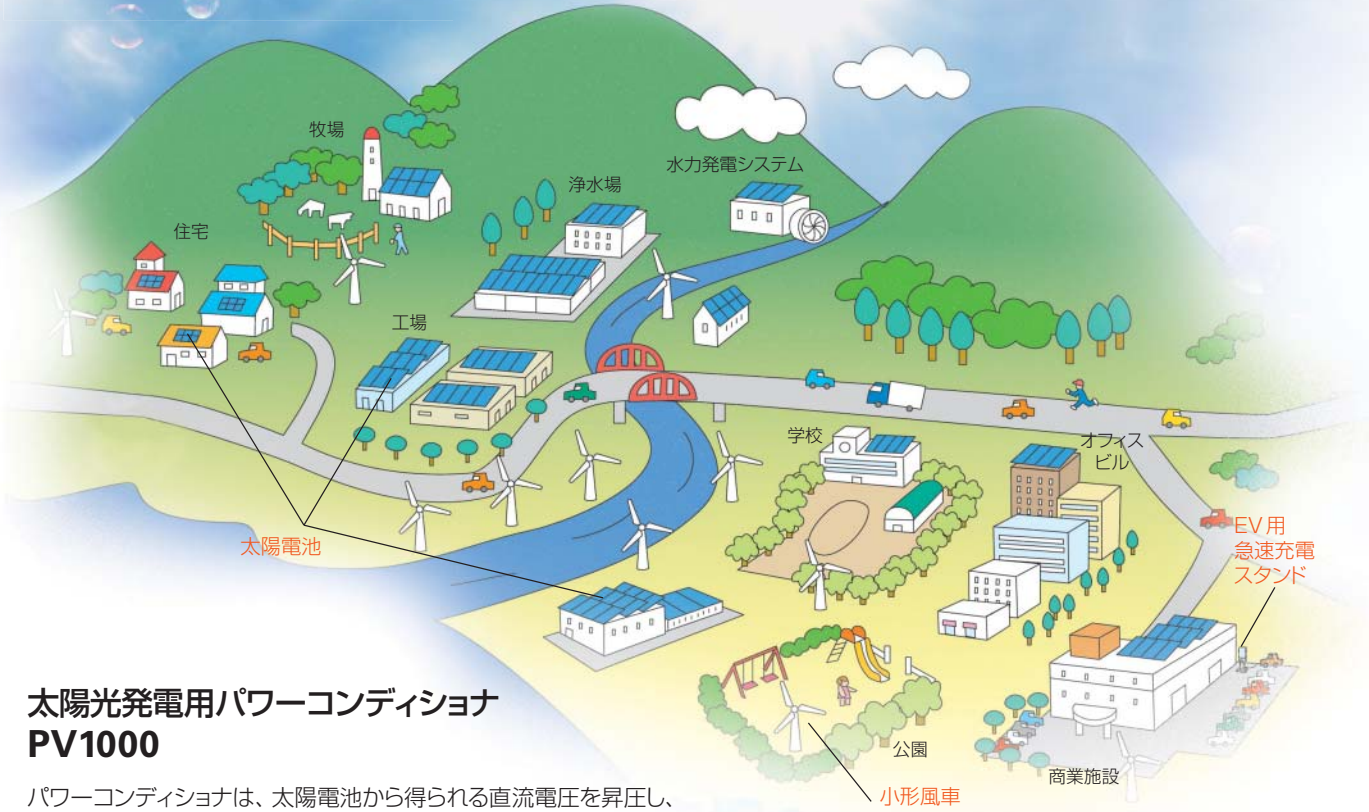 牧場
水力発電システム
浄水場
住宅
工場
学校
オフィス
ビル
太陽電池
EV用
急速充電
スタンド
公園
商業施設
小形風車
太陽光発電用パワーコンディショナ
PV1000
パワーコンディショナは、太陽電池から得られる直流電圧を昇圧し、